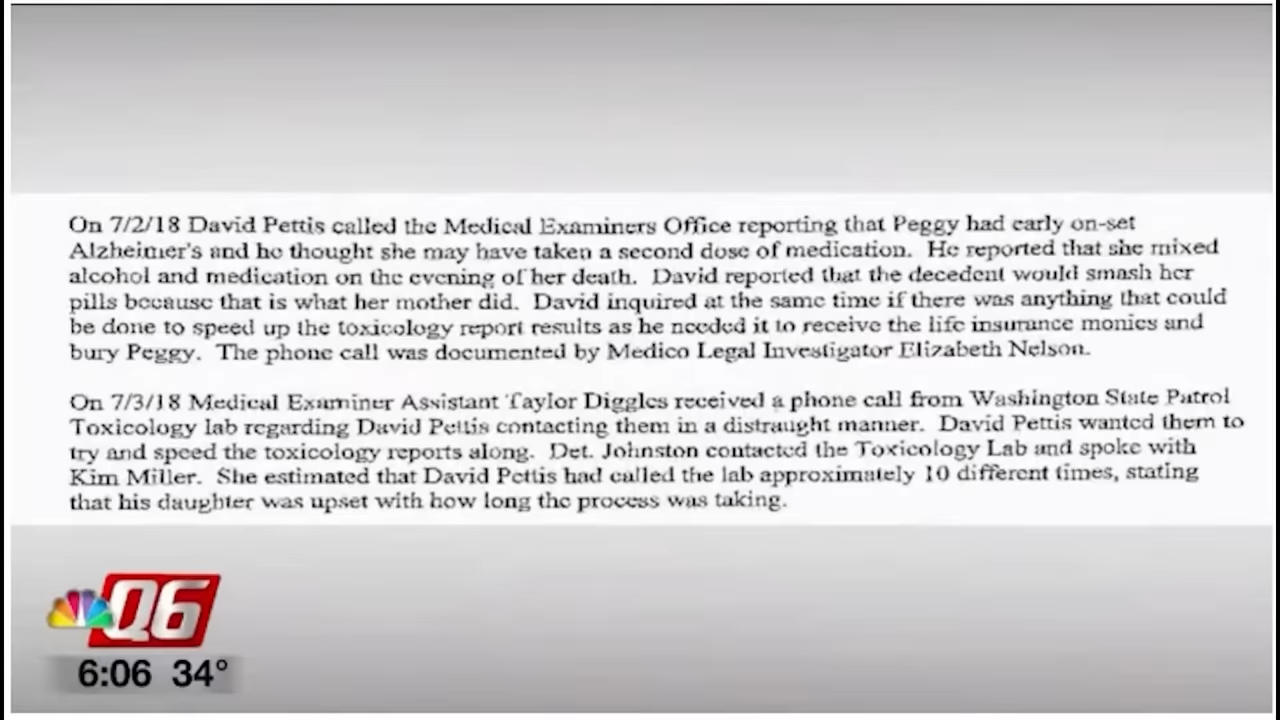 On 7/2/18 David Pettis called the Medical Examiners Office reporting that Peggy had early on-set
Alzheimer's and he thought she may have taken a second dose of medication.  He reported that she mixed
alcohol and medication on the evening of her death.  David reported that the decedent would smash her
pills because that is what her mother did.  David inquired at the same time if there was anything that could
be done to speed up the toxicology report results as he needed it to receive the life insurance monies and
bury Peggy.  The phone call was documented by Medico Legal Investigator Elizabeth Nelson.
On 7/3/18 Medical Examiner Assistant Taylor Diggles received a phone call from Washington State Patrol
Toxicology lab regarding David Pettis contacting them in a distraught manner.  David Pettis wanted them to
try and speed the toxicology reports along.  Det. Johnston contacted the Toxicology Lab and spoke with
Kim Miller.  She estimated that David Pettis had called the lab approximately 10 different times, stating
that his daughter was upset with how long the process was taking.
Q6
6:06 34°